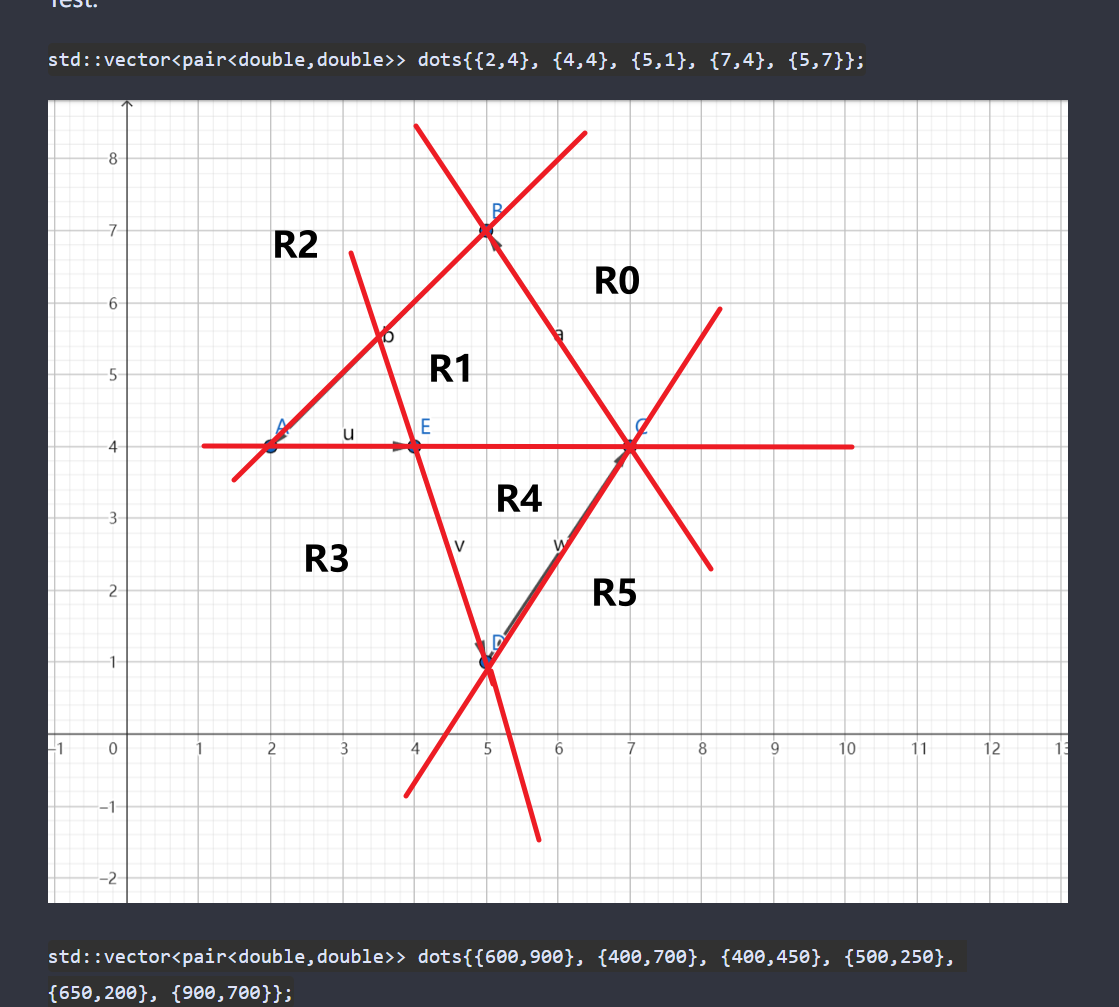 Test:
std::vector<pair<double,double>> dots{{2,4}, {4,4}, {5,1}, {7,4}, {5,7}};
8
B
7
R2
R0
6
b
a
5
R1
A
u
E
C
4
R4
3
v
w
R3
R5
2
D
1
-1 0 1 2 3 4 5 6 7 8 9 10 11 12 13
-1
-2
std::vector<pair<double,double>> dots{{600,900}, {400,700}, {400,450}, {500,250},
{650,200}, {900,700}};